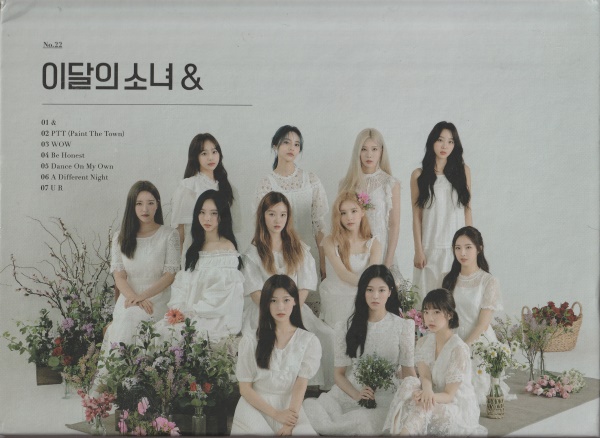 No.22
이달의 소녀 &
01 &
02 PTT (Paint The Town)
03 WOW
04 Be Honest
05 Dance On My Own
06 A Different Night
07 U R